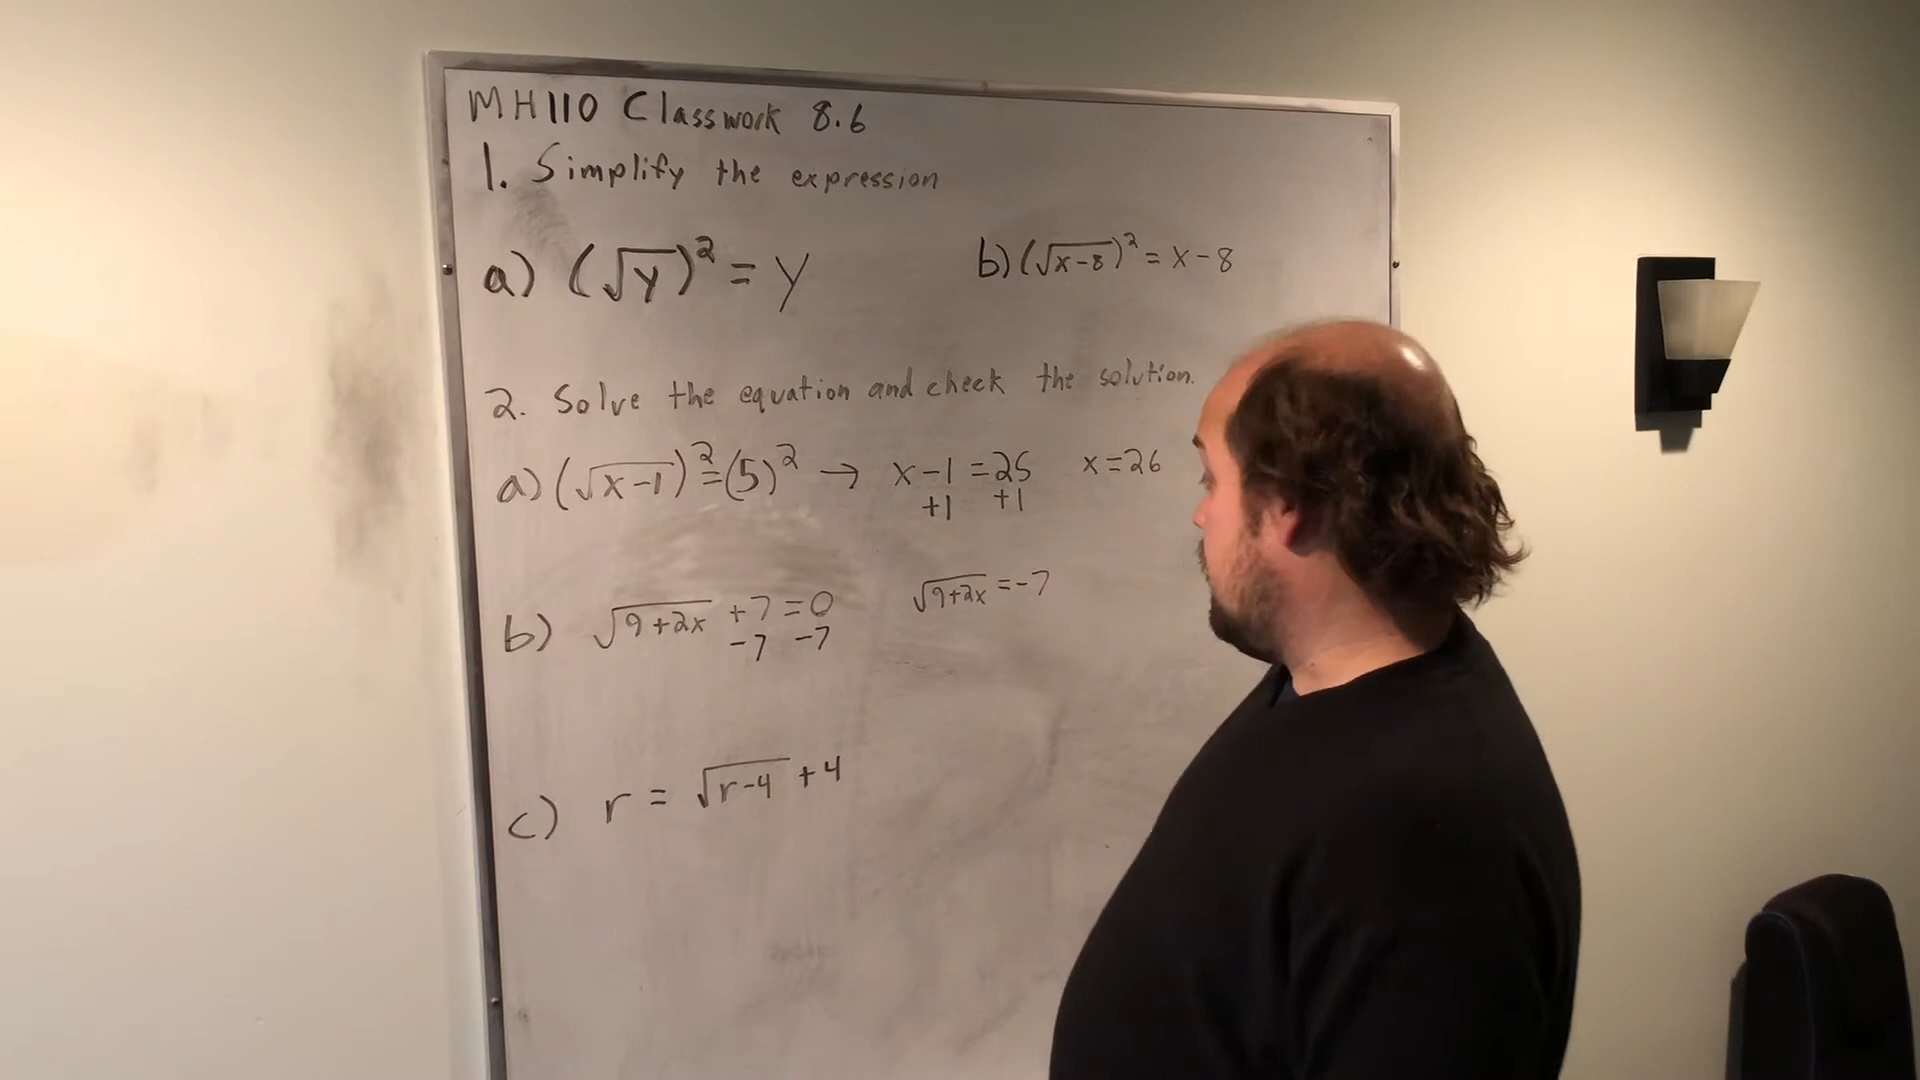 MH110 Classwork 8.6
1. Simplify the expression
a) (√y)² = y b) (√x-8)² = x-8
2. Solve the equation and check the solution.
a) (√x-1)² = (5)² → x-1 = 25 x=26
+1 +1
b) √9+2x +7=0 √9+2x = -7
-7 -7
c) r = √r-4 + 4